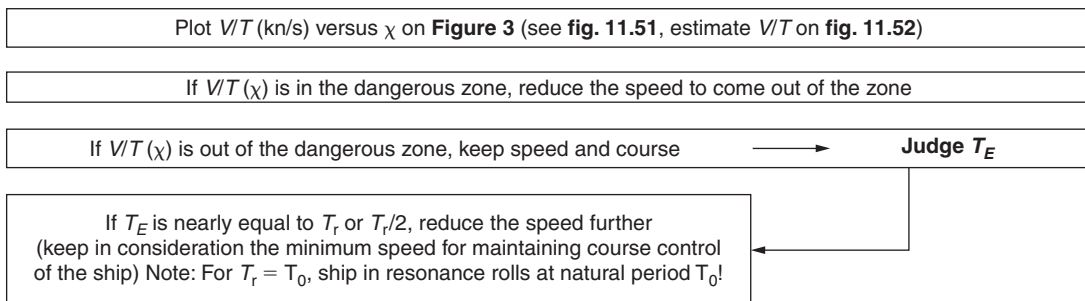 Plot V/T (kn/s) versus χ on Figure 3 (see fig. 11.51, estimate V/T on fig. 11.52)
If V/T (χ) is in the dangerous zone, reduce the speed to come out of the zone
If V/T (χ) is out of the dangerous zone, keep speed and course
Judge T_E
If T_E is nearly equal to T_r or T_r/2, reduce the speed further
(keep in consideration the minimum speed for maintaining course control
of the ship) Note: For T_r = T_0, ship in resonance rolls at natural period T_0!